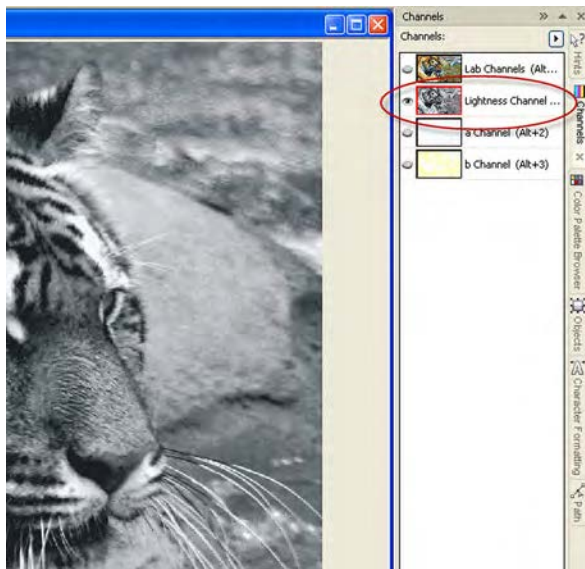 Channels
Channels:
Lab Channels (Alt...
Lightness Channel ...
a Channel (Alt+2)
b Channel (Alt+3)
Hints
Channels
Color Palette Browser
Objects
Character Formatting
Path